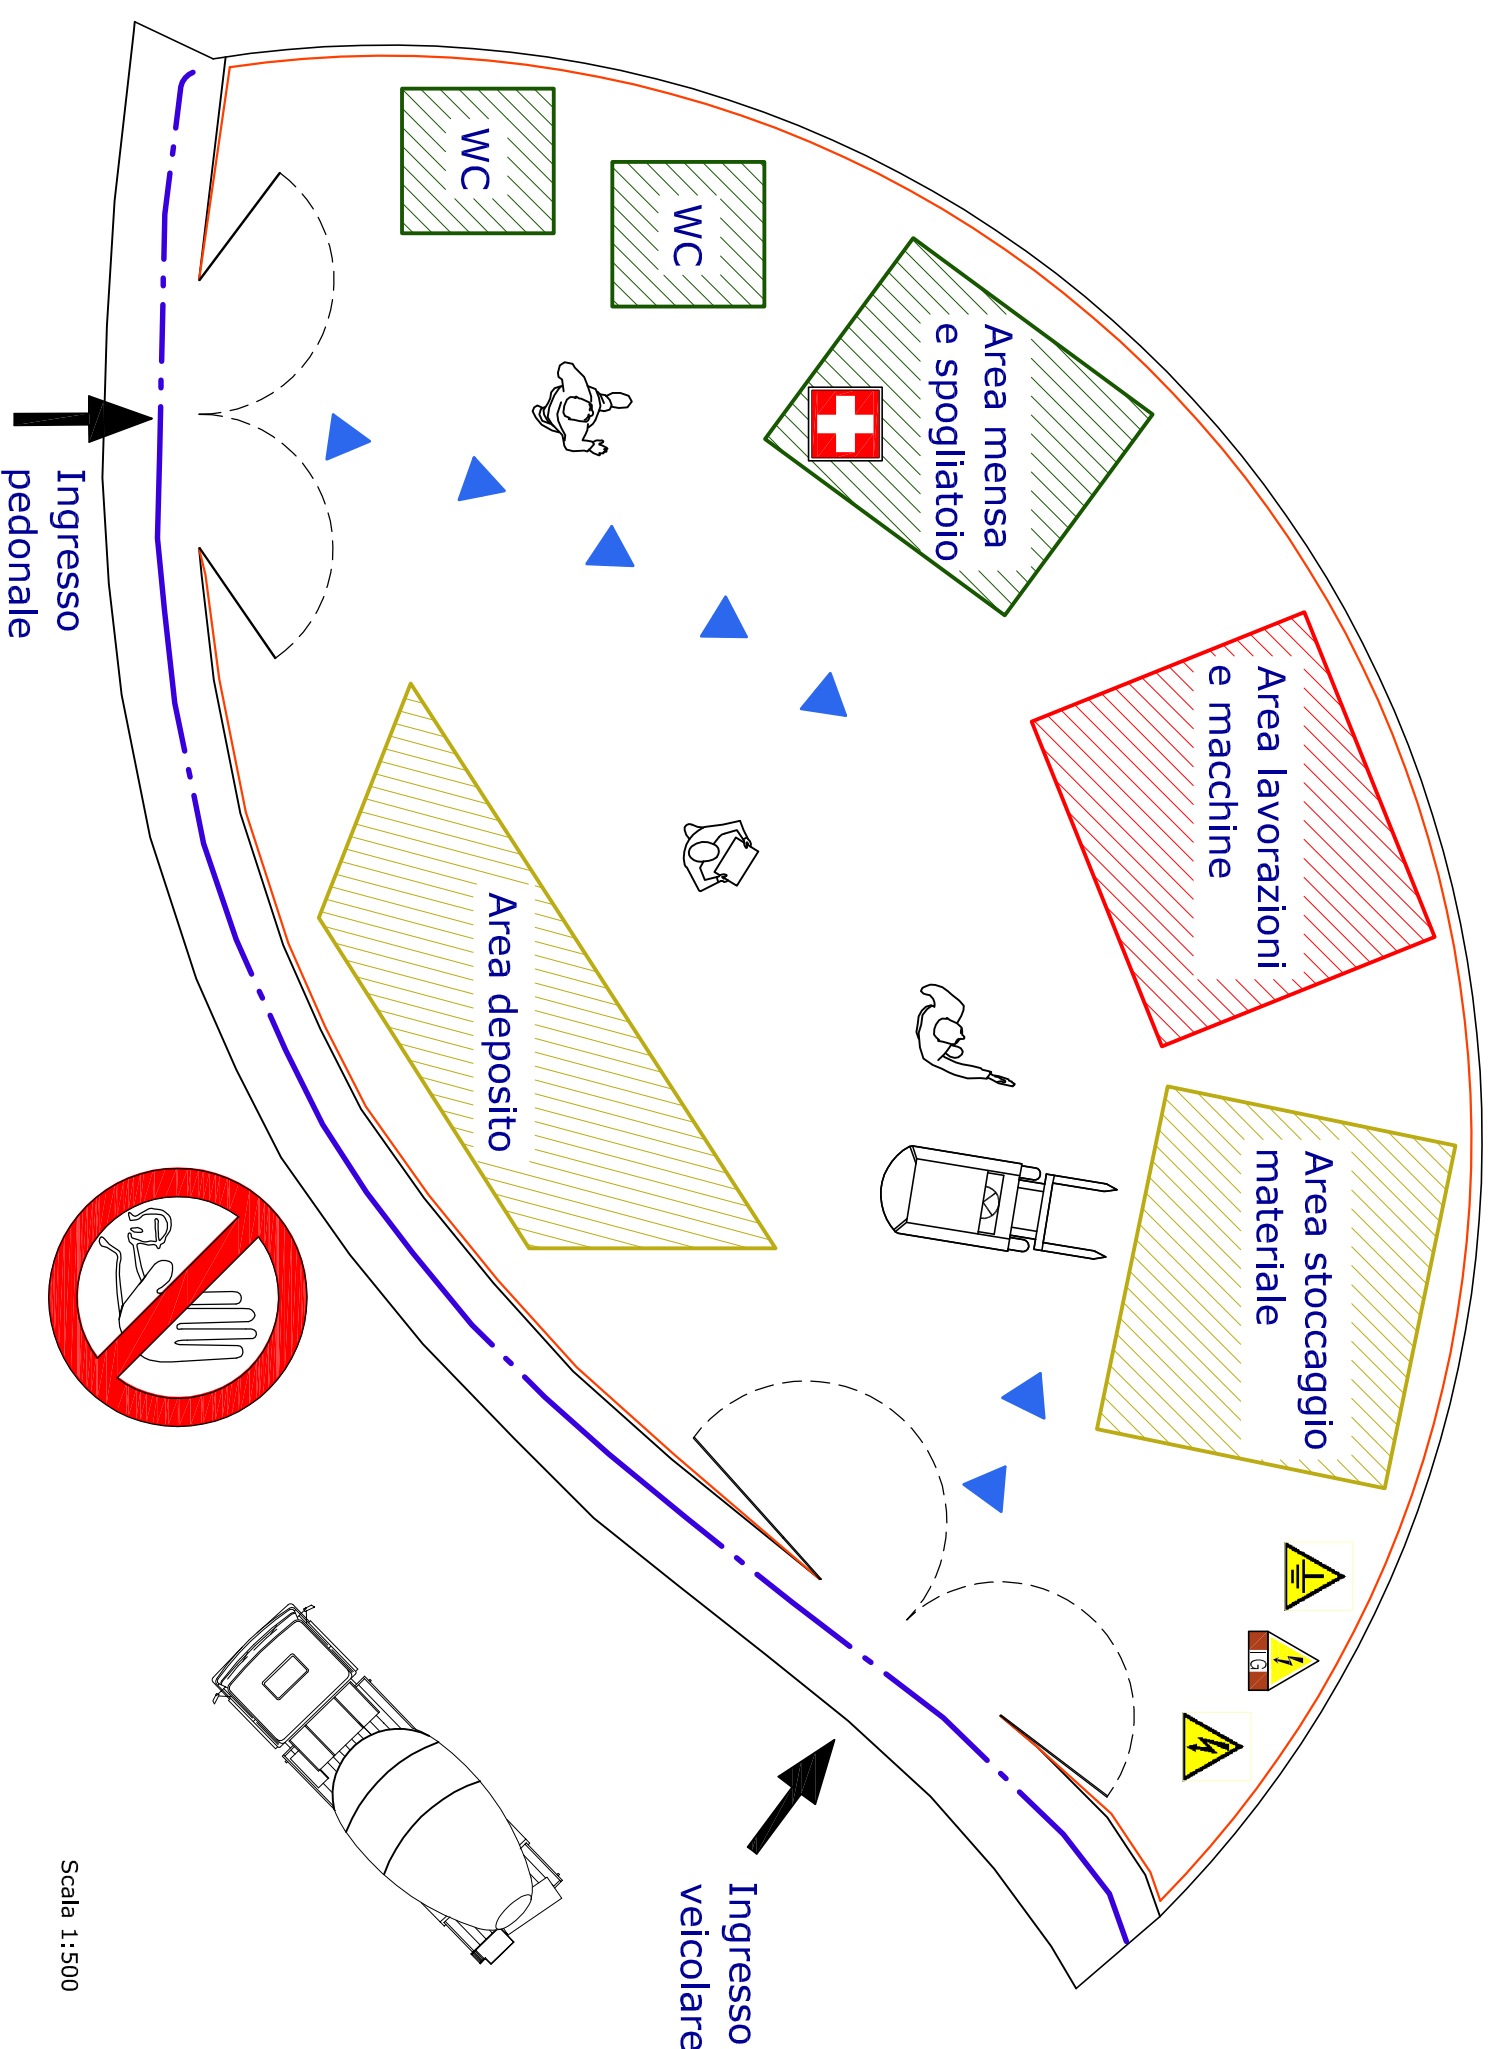 WC
WC
Area mensa
e spogliatoio
Area lavorazioni
e macchine
Area stoccaggio
materiale
Area deposito
Ingresso
pedonale
I G
Ingresso
veicolare
Scala 1:500